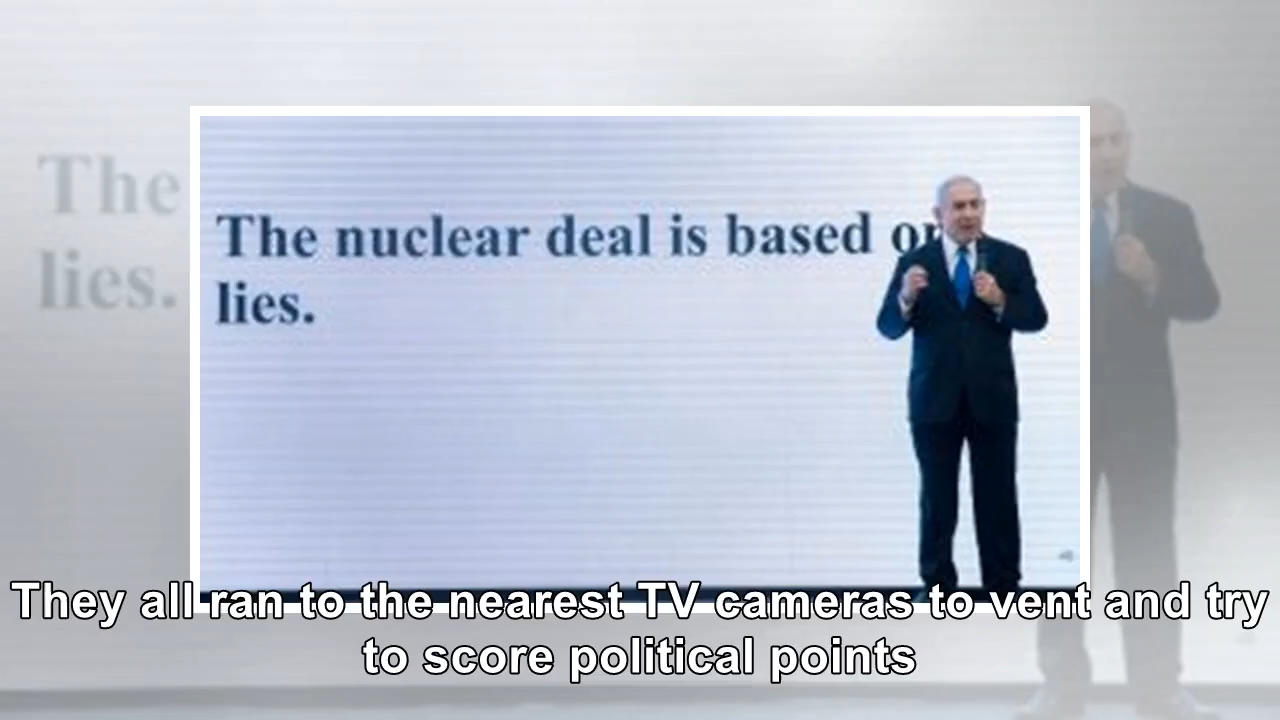 The
lies.
The nuclear deal is based on
lies.
They all ran to the nearest TV cameras to vent and try
to score political points